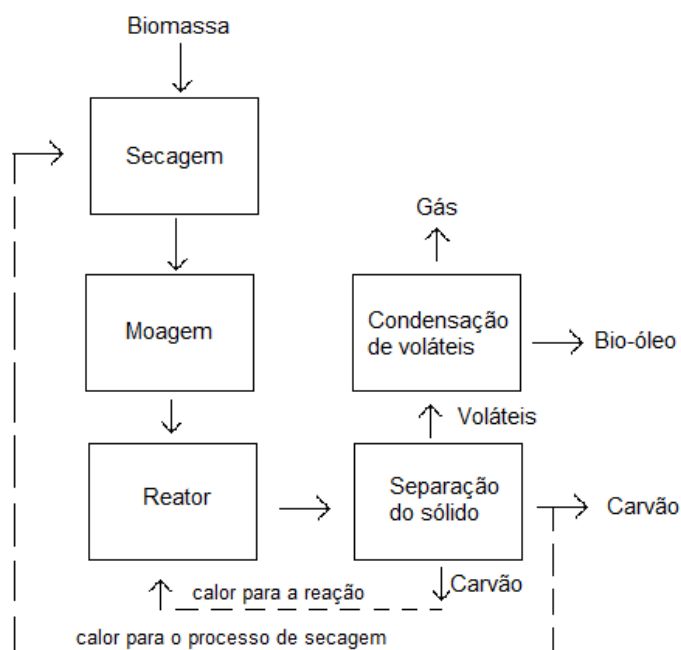 Biomassa
Secagem
Moagem
Reator
Gás
Condensação
de voláteis
Bio-óleo
Voláteis
Separação
do sólido
Carvão
Carvão
calor para a reação
calor para o processo de secagem